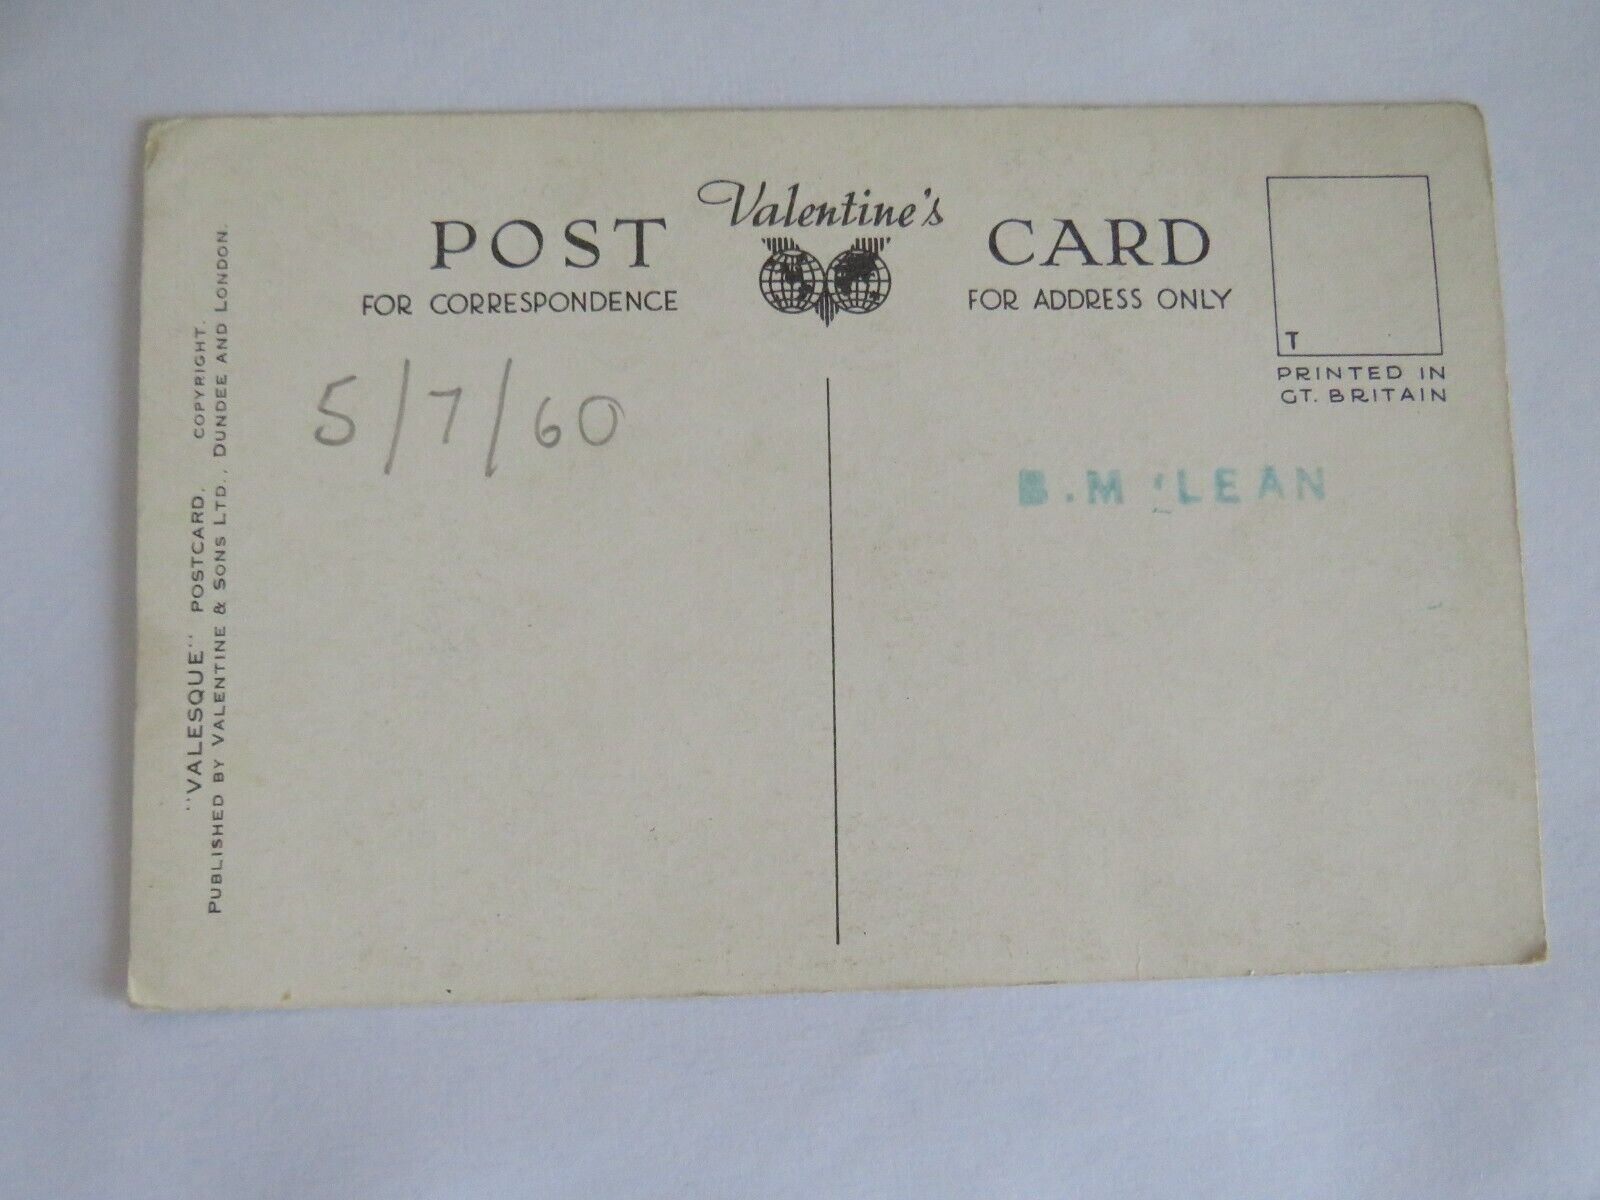 Valentine's
POST CARD
FOR CORRESPONDENCE
FOR ADDRESS ONLY
T
PRINTED IN
GT. BRITAIN
5/7/60
B. McLEAN
"VALESQUE" POSTCARD. COPYRIGHT.
PUBLISHED BY VALENTINE & SONS LTD., DUNDEE AND LONDON.